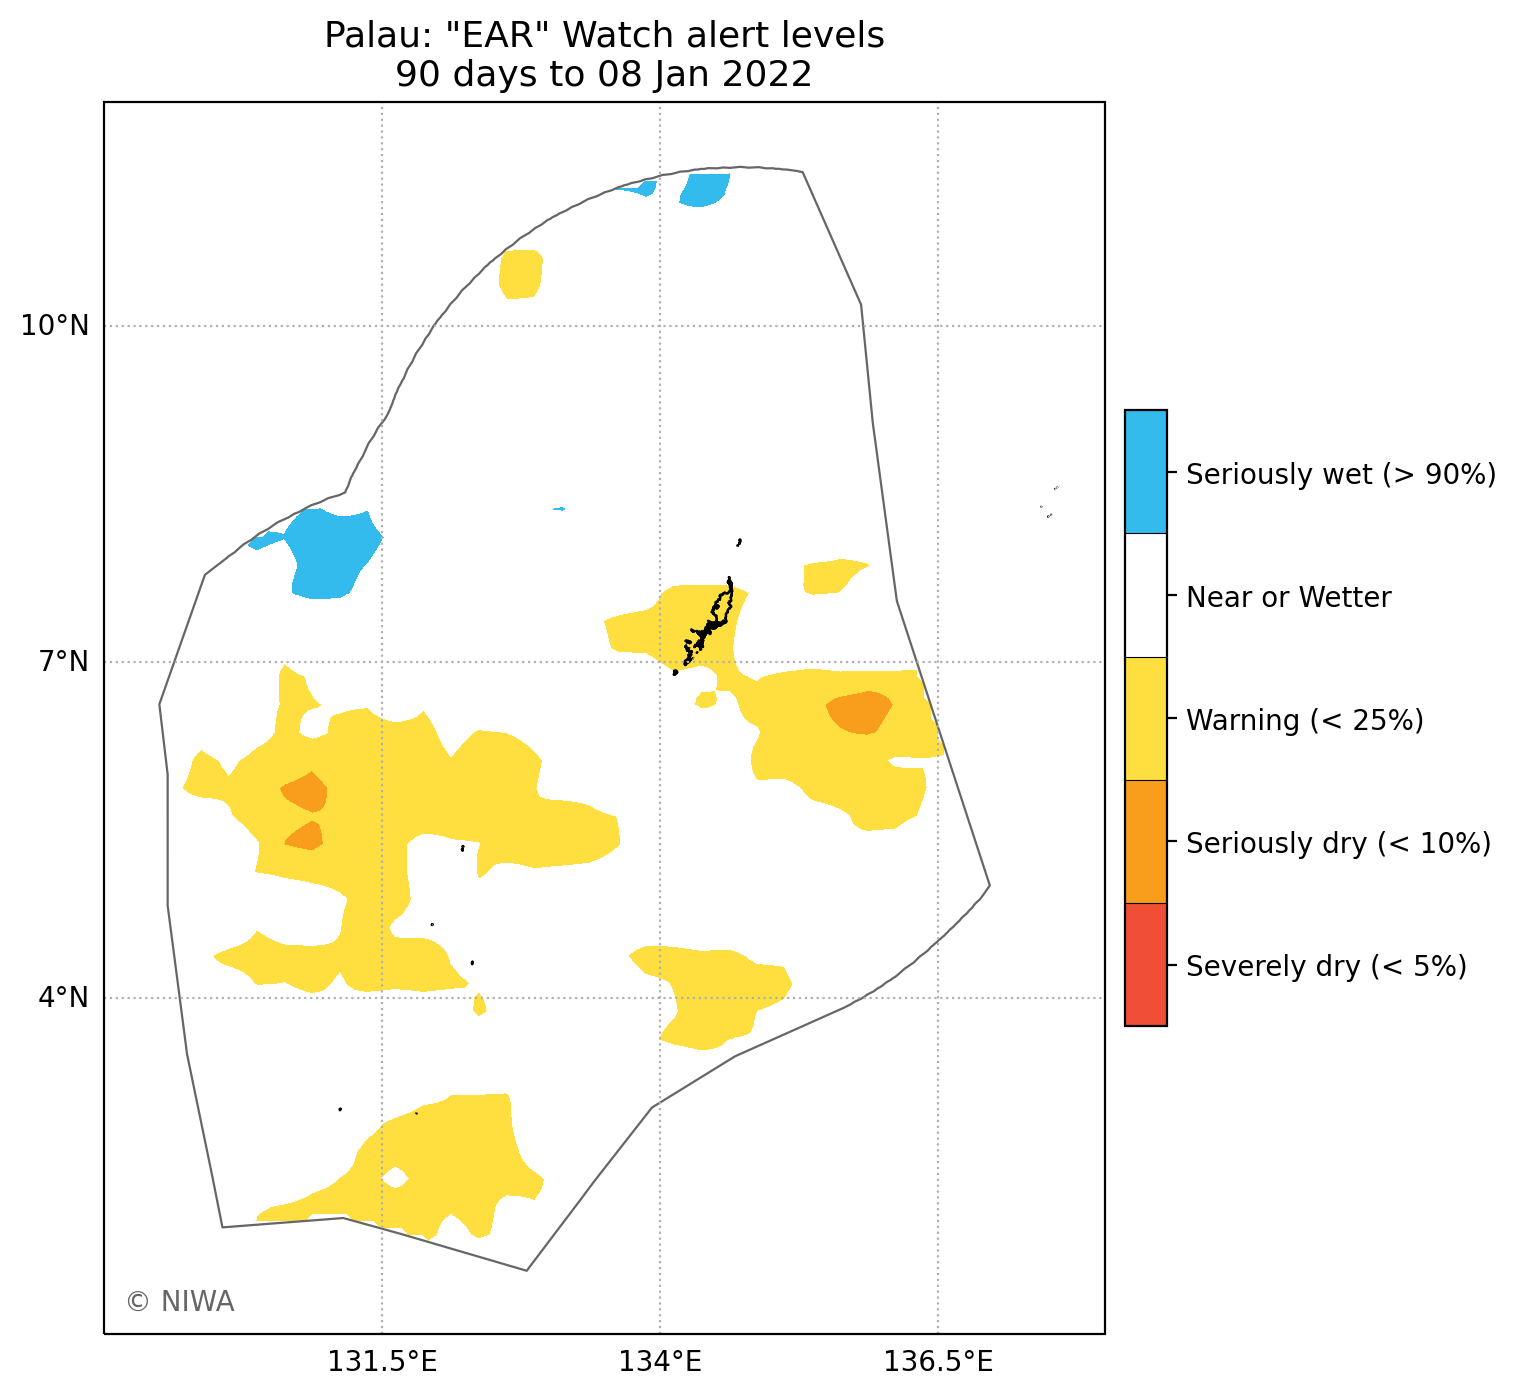 Palau: "EAR" Watch alert levels
90 days to 08 Jan 2022
10°N
7°N
4°N
131.5°E
134°E
136.5°E
Seriously wet (> 90%)
Near or Wetter
Warning (< 25%)
Seriously dry (< 10%)
Severely dry (< 5%)
© NIWA